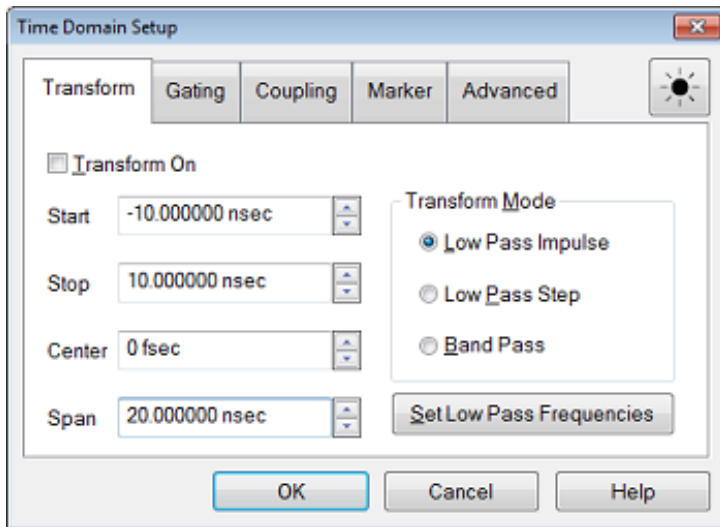 Time Domain Setup
Transform Gating Coupling Marker Advanced
Transform On
Start -10.000000 nsec
Stop 10.000000 nsec
Center 0 fsec
Span 20.000000 nsec
Transform Mode
Low Pass Impulse
Low Pass Step
Band Pass
Set Low Pass Frequencies
OK Cancel Help